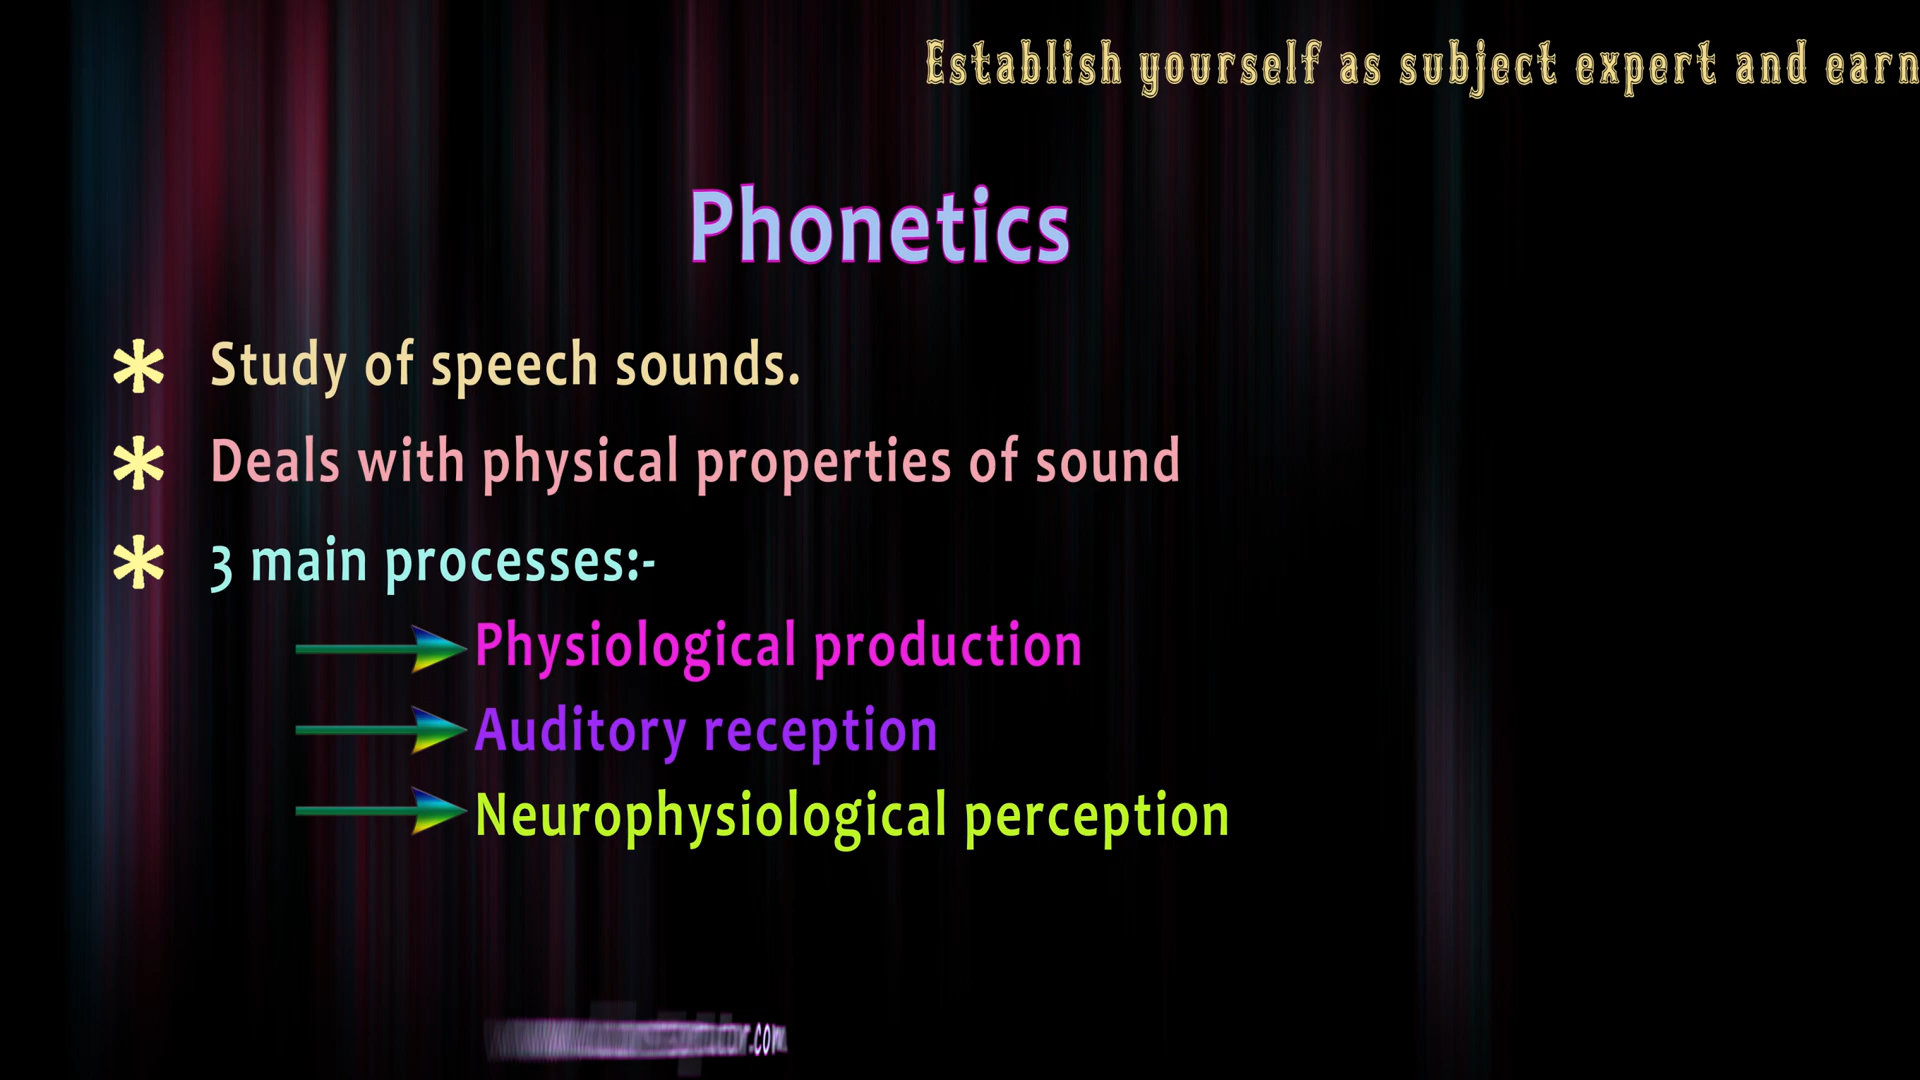 Establish yourself as subject expert and earn
Phonetics
* Study of speech sounds.
* Deals with physical properties of sound
* 3 main processes:-
Physiological production
Auditory reception
Neurophysiological perception